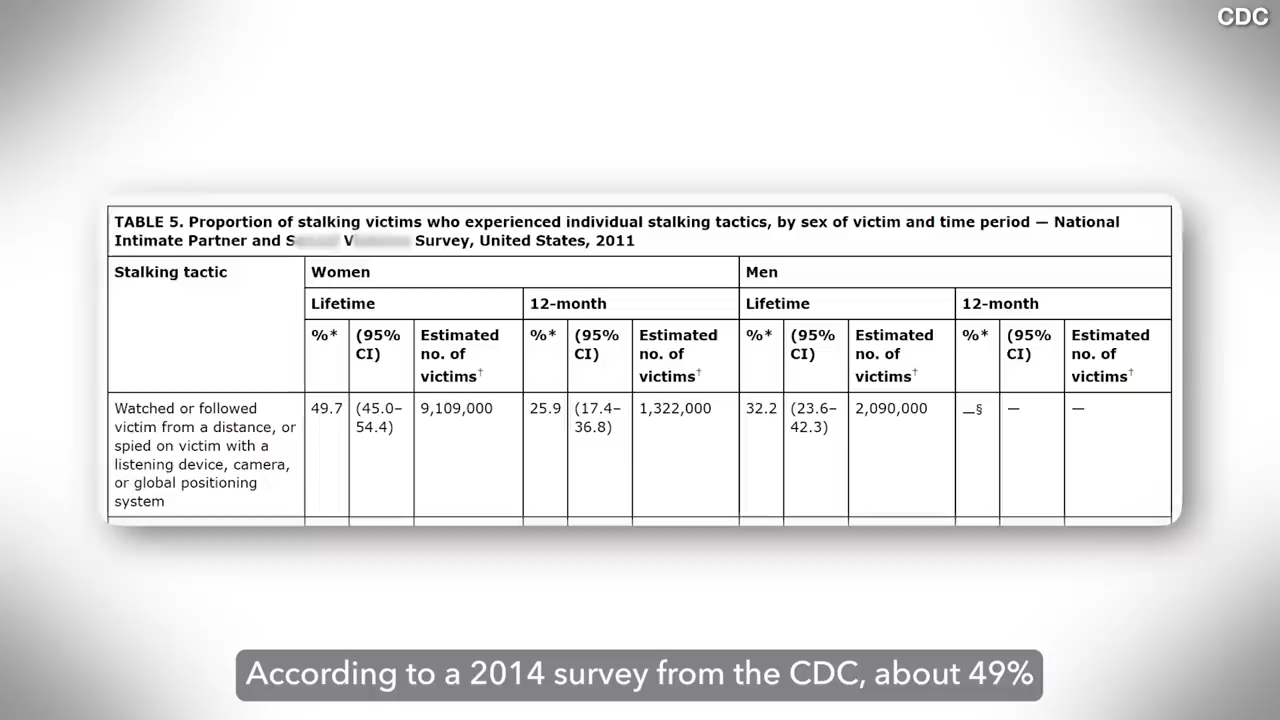 CDC
TABLE 5. Proportion of stalking victims who experienced individual stalking tactics, by sex of victim and time period — National
Intimate Partner and S V Survey, United States, 2011
Stalking tactic
Women
Men
Lifetime
12-month
Lifetime
12-month
%*
(95%
CI)
Estimated
no. of
victims†
%*
(95%
CI)
Estimated
no. of
victims†
%*
(95%
CI)
Estimated
no. of
victims†
%*
(95%
CI)
Estimated
no. of
victims†
Watched or followed
victim from a distance, or
spied on victim with a
listening device, camera,
or global positioning
system
49.7
(45.0–
54.4)
9,109,000
25.9
(17.4–
36.8)
1,322,000
32.2
(23.6–
42.3)
2,090,000
—§
—
—
According to a 2014 survey from the CDC, about 49%